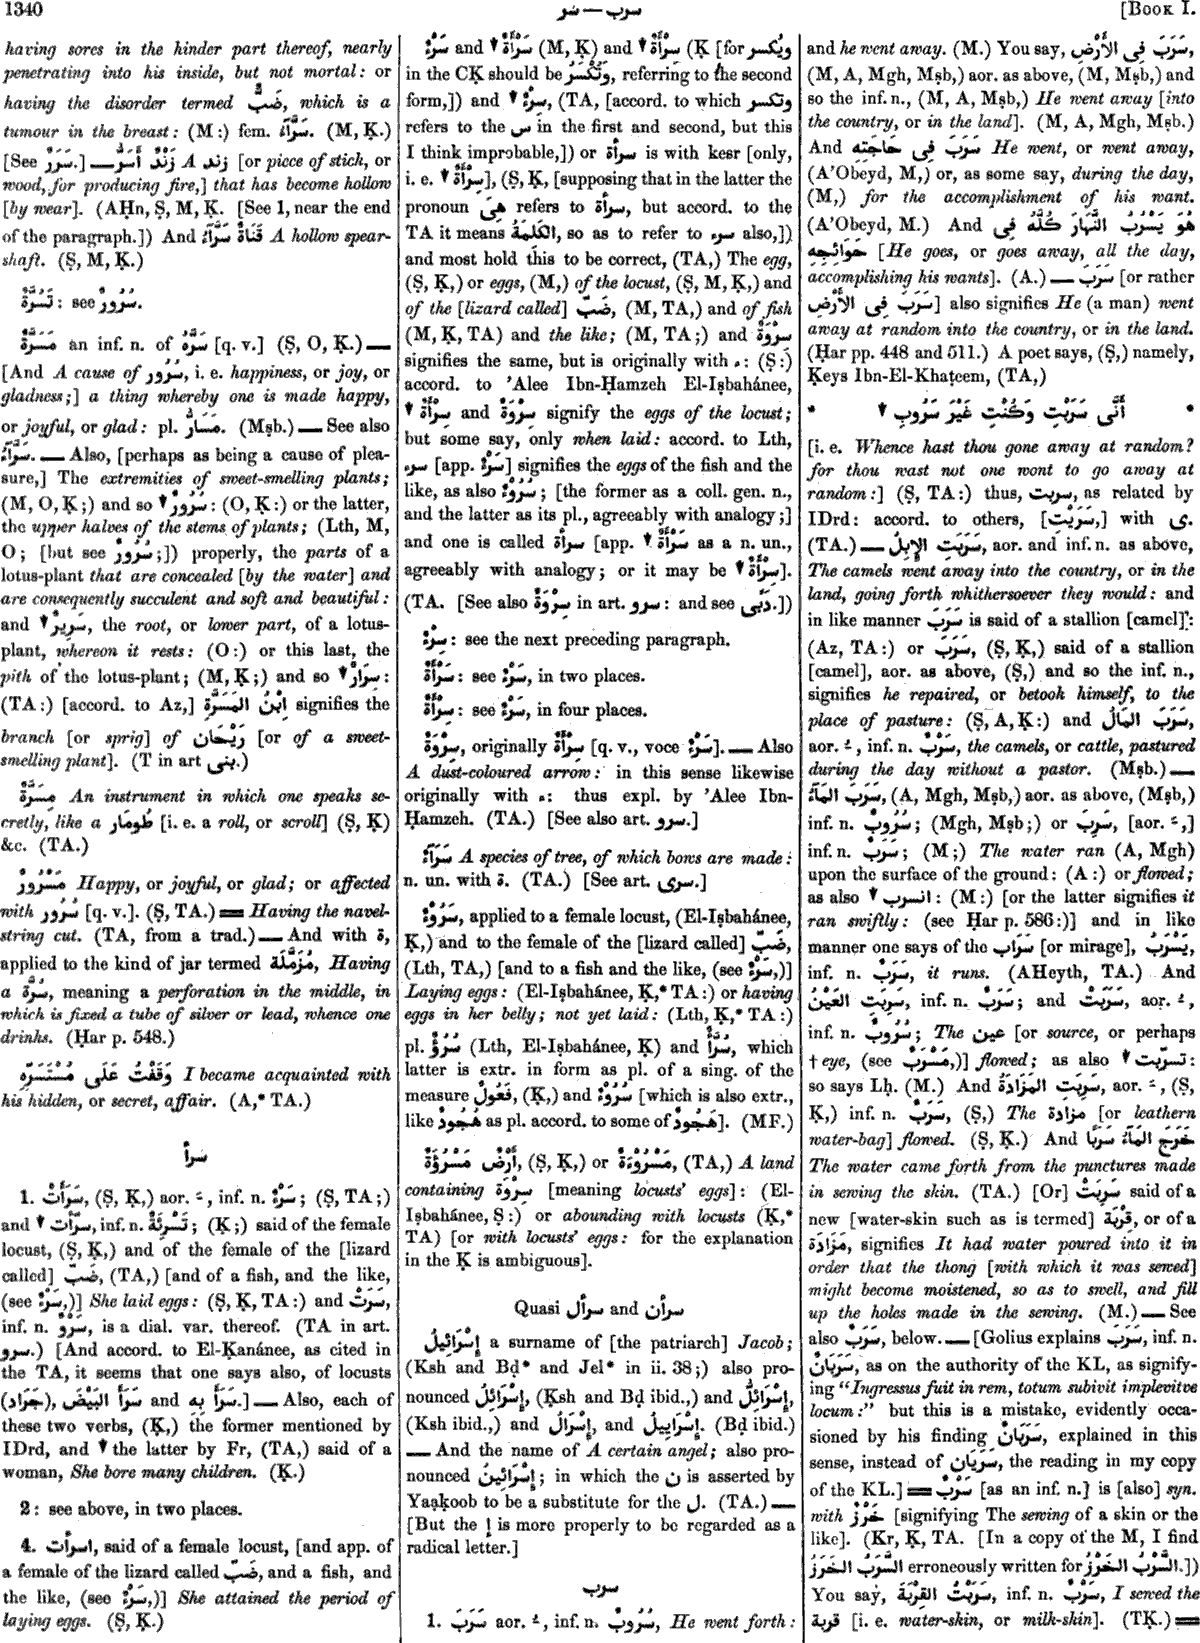 1340
سرب — سر
[BOOK I.
having sores in the hinder part thereof, nearly
penetrating into his inside, but not mortal: or
having the disorder termed ضَبّ, which is a
tumour in the breast: (M:) fem. سَرَّآءُ. (M, Ḳ.)
[See سَرَرٌ.] — زَنْدٌ أَسَرُّ A زند [or piece of stick, or
wood, for producing fire,] that has become hollow
[by wear]. (AḤn, Ṣ, M, Ḳ. [See 1, near the end
of the paragraph.]) And قَنَاةٌ سَرَّآءُ A hollow spear-
shaft. (Ṣ, M, Ḳ.)
تَسُرَّةٌ: see سُرُورٌ.
مَسَرَّةٌ an inf. n. of سَرَّهُ [q. v.] (Ṣ, O, Ḳ.) —
[And A cause of سُرُور, i. e. happiness, or joy, or
gladness;] a thing whereby one is made happy,
or joyful, or glad: pl. مَسَارُّ. (Mṣb.) — See also
سَرَّآءُ. — Also, [perhaps as being a cause of plea-
sure,] The extremities of sweet-smelling plants;
(M, O, Ḳ;) and so ↓ سُرُورٌ: (O, Ḳ:) or the latter,
the upper halves of the stems of plants; (Lth, M,
O; [but see سُرُورٌ;]) properly, the parts of a
lotus-plant that are concealed [by the water] and
are consequently succulent and soft and beautiful:
and ↓ سَرِيرٌ, the root, or lower part, of a lotus-
plant, whereon it rests: (O:) or this last, the
pith of the lotus-plant; (M, Ḳ;) and so ↓ سَرَارٌ:
(TA:) [accord. to Az,] اِبْنُ المَسَرَّةِ signifies the
branch [or sprig] of رَيْحَان [or of a sweet-
smelling plant]. (T in art بنى.)
مِسَرَّةٌ An instrument in which one speaks se-
cretly, like a طُومَار [i. e. a roll, or scroll] (Ṣ, Ḳ)
&c. (TA.)
مَسْرُورٌ Happy, or joyful, or glad; or affected
with سُرُور [q. v.]. (Ṣ, TA.) = Having the navel-
string cut. (TA, from a trad.) — And with ة,
applied to the kind of jar termed مُزَمَّلَة, Having
a سُرَّة, meaning a perforation in the middle, in
which is fixed a tube of silver or lead, whence one
drinks. (Ḥar p. 548.)
وَقَفْتُ عَلَى مُسْتَسَرِّهِ I became acquainted with
his hidden, or secret, affair. (A,* TA.)
سرأ
1. سَرَأَتْ, (Ṣ, Ḳ,) aor. ـَ, inf. n. سَرْءٌ; (Ṣ, TA;)
and ↓ سَرَّأَتْ, inf. n. تَسْرِئَةٌ; (Ḳ;) said of the female
locust, (Ṣ, Ḳ,) and of the female of the [lizard
called] ضَبّ, (TA,) [and of a fish, and the like,
(see سَرْءٌ,)] She laid eggs: (Ṣ, Ḳ, TA:) and سَرَتْ,
inf. n. سَرْوٌ, is a dial. var. thereof. (TA in art.
سرو.) [And accord. to El-Ḳanánee, as cited in
the TA, it seems that one says also, of locusts
(جَرَاد), سَرَأَ البَيْضَ and سَرَأَ بِهِ.] — Also, each of
these two verbs, (Ḳ,) the former mentioned by
IDrd, and ↓ the latter by Fr, (TA,) said of a
woman, She bore many children. (Ḳ.)
2: see above, in two places.
4. اسرأت, said of a female locust, [and app. of
a female of the lizard called ضَبّ, and a fish, and
the like, (see سَرْءٌ,)] She attained the period of
laying eggs. (Ṣ, Ḳ.)
سَرْءٌ and ↓ سَرْأَةٌ (M, Ḳ) and ↓ سِرْأَةٌ (Ḳ [for وَيُكسر
in the CḲ should be وَتُكْسَرُ, referring to the second
form,]) and ↓ سِرْءٌ, (TA, [accord. to which وتكسر
refers to the س in the first and second, but this
I think improbable,]) or سرأة is with kesr [only,
i. e. ↓ سِرْأَةٌ], (Ṣ, Ḳ, [supposing that in the latter the
pronoun هِىَ refers to سرأة, but accord. to the
TA it means الكَلِمَةُ, so as to refer to سرء also,])
and most hold this to be correct, (TA,) The egg,
(Ṣ, Ḳ,) or eggs, (M,) of the locust, (Ṣ, M, Ḳ,) and
of the [lizard called] ضَبّ, (M, TA,) and of fish
(M, Ḳ, TA) and the like; (M, TA;) and سِرْوَةٌ
signifies the same, but is originally with ء: (Ṣ:)
accord. to 'Alee Ibn-Ḥamzeh El-Iṣbahánee,
↓ سِرْأَةٌ and سِرْوَةٌ signify the eggs of the locust;
but some say, only when laid: accord. to Lth,
سرء [app. سَرْءٌ] signifies the eggs of the fish and the
like, as also سُرُوْءٌ; [the former as a coll. gen. n.,
and the latter as its pl., agreeably with analogy;]
and one is called سرأة [app. ↓ سَرْأَةٌ as a n. un.,
agreeably with analogy; or it may be ↓ سِرْأَةٌ].
(TA. [See also سِرْوَةٌ in art. سرو: and see دَبًى.])
سِرْءٌ: see the next preceding paragraph.
سَرْأَةٌ: see سَرْءٌ, in two places.
سِرْأَةٌ: see سَرْءٌ, in four places.
سِرْوَةٌ, originally سِرْأَةٌ [q. v., voce سَرْءٌ]. — Also
A dust-coloured arrow: in this sense likewise
originally with ء: thus expl. by 'Alee Ibn-
Ḥamzeh. (TA.) [See also art. سرو.]
سَرَآءٌ A species of tree, of which bows are made:
n. un. with ة. (TA.) [See art. سرى.]
سَرُوْءٌ, applied to a female locust, (El-Iṣbahánee,
Ḳ,) and to the female of the [lizard called] ضَبّ,
(Lth, TA,) [and to a fish and the like, (see سَرْءٌ,)]
Laying eggs: (El-Iṣbahánee, Ḳ,* TA:) or having
eggs in her belly; not yet laid: (Lth, Ḳ,* TA:)
pl. سُرُؤٌ (Lth, El-Iṣbahánee, Ḳ) and سُرَّأٌ, which
latter is extr. in form as pl. of a sing. of the
measure فَعُولٌ, (Ḳ,) and سُرُوْءٌ [which is also extr.,
like هُجُودٌ as pl. accord. to some of هَجُودٌ]. (MF.)
أَرْضٌ مَسْرُؤَةٌ, (Ṣ, Ḳ,) or مَسْرُوْءَةٌ, (TA,) A land
containing سِرْوَة [meaning locusts' eggs]: (El-
Iṣbahánee, Ṣ:) or abounding with locusts (Ḳ,*
TA) [or with locusts' eggs: for the explanation
in the Ḳ is ambiguous].
Quasi سرأل and سرأن
إِسْرَائِيلُ a surname of [the patriarch] Jacob;
(Ksh and Bḍ* and Jel* in ii. 38;) also pro-
nounced إِسْرَائِلُ, (Ksh and Bḍ ibid.,) and إِسْرَائِلُّ,
(Ksh ibid.,) and إِسْرَالُ, and إِسْرَايِيلُ. (Bḍ ibid.)
— And the name of A certain angel; also pro-
nounced إِسْرَائِينُ; in which the ن is asserted by
Yaạḳoob to be a substitute for the ل. (TA.) —
[But the إ is more properly to be regarded as a
radical letter.]
سرب
1. سَرَبَ aor. ـُ, inf. n. سُرُوبٌ, He went forth:
and he went away. (M.) You say, سَرَبَ فِى الأَرْضِ,
(M, A, Mgh, Mṣb,) aor. as above, (M, Mṣb,) and
so the inf. n., (M, A, Mṣb,) He went away [into
the country, or in the land]. (M, A, Mgh, Mṣb.)
And سَرَبَ فِى حَاجَتِهِ He went, or went away,
(A'Obeyd, M,) or, as some say, during the day,
(M,) for the accomplishment of his want.
(A'Obeyd, M.) And هُوَ يَسْرُبُ النَّهَارَ كُلَّهُ فِى
حَوَائِجِهِ [He goes, or goes away, all the day,
accomplishing his wants]. (A.) — سَرَبَ [or rather
سَرَبَ فِى الأَرْضِ] also signifies He (a man) went
away at random into the country, or in the land.
(Ḥar pp. 448 and 511.) A poet says, (Ṣ,) namely,
Ḳeys Ibn-El-Khaṭeem, (TA,)
* أَنَّى سَرَبْتِ وَكُنْتِ غَيْرَ سَرُوبِ ↓ *
[i. e. Whence hast thou gone away at random?
for thou wast not one wont to go away at
random:] (Ṣ, TA:) thus, سربت, as related by
IDrd: accord. to others, [سَرَيْتِ,] with ى.
(TA.) — سَرَبَتِ الإِبِلُ, aor. and inf. n. as above,
The camels went away into the country, or in the
land, going forth whithersoever they would: and
in like manner سَرَبَ is said of a stallion [camel]:
(Az, TA:) or سَرَبَ, (Ṣ, Ḳ,) said of a stallion
[camel], aor. as above, (Ṣ,) and so the inf. n.,
signifies he repaired, or betook himself, to the
place of pasture: (Ṣ, A, Ḳ:) and سَرَبَ المَالُ,
aor. ـُ, inf. n. سَرْبٌ, the camels, or cattle, pastured
during the day without a pastor. (Mṣb.) —
سَرَبَ المَآءُ, (A, Mgh, Mṣb,) aor. as above, (Mṣb,)
inf. n. سُرُوبٌ; (Mgh, Mṣb;) or سَرِبَ, [aor. ـَ,]
inf. n. سَرَبٌ; (M;) The water ran (A, Mgh)
upon the surface of the ground: (A:) or flowed;
as also ↓ انسرب: (M:) [or the latter signifies it
ran swiftly: (see Ḥar p. 586:)] and in like
manner one says of the سَرَاب [or mirage], يَسْرُبُ,
inf. n. سَرْبٌ, it runs. (AHeyth, TA.) And
سَرِبَتِ العَيْنُ, inf. n. سَرَبٌ; and سَرَبَتْ, aor. ـُ,
inf. n. سُرُوبٌ; The عين [or source, or perhaps
† eye, (see مَسْرَبٌ,)] flowed; as also ↓ تسرّبت:
so says Lḥ. (M.) And سَرِبَتِ المَزَادَةُ, aor. ـَ, (Ṣ,
Ḳ,) inf. n. سَرَبٌ, (Ṣ,) The مزادة [or leathern
water-bag] flowed. (Ṣ, Ḳ.) And خَرَجَ المَآءُ سَرَبًا
The water came forth from the punctures made
in sewing the skin. (TA.) [Or] سَرِبَتْ said of a
new [water-skin such as is termed] قِرْبَة, or of a
مَزَادَة, signifies It had water poured into it in
order that the thong [with which it was sewed]
might become moistened, so as to swell, and fill
up the holes made in the sewing. (M.) — See
also سَرَبٌ, below. — [Golius explains سَرَبَ, inf. n.
سَرَبَانٌ, as on the authority of the KL, as signify-
ing "Ingressus fuit in rem, totum subivit implevitve
locum:" but this is a mistake, evidently occa-
sioned by his finding سَرَبَانٌ, explained in this
sense, instead of سَرَيَان, the reading in my copy
of the KL.] = سَرْبٌ [as an inf. n.] is [also] syn.
with خَرْزٌ [signifying The sewing of a skin or the
like]. (Kr, Ḳ, TA. [In a copy of the M, I find
السَّرَبُ الخَرَزُ erroneously written for السَّرْبُ الخَرْزُ.])
You say, سَرَبْتُ القِرْبَةَ, inf. n. سَرْبٌ, I sewed the
قربة [i. e. water-skin, or milk-skin]. (TḲ.) =